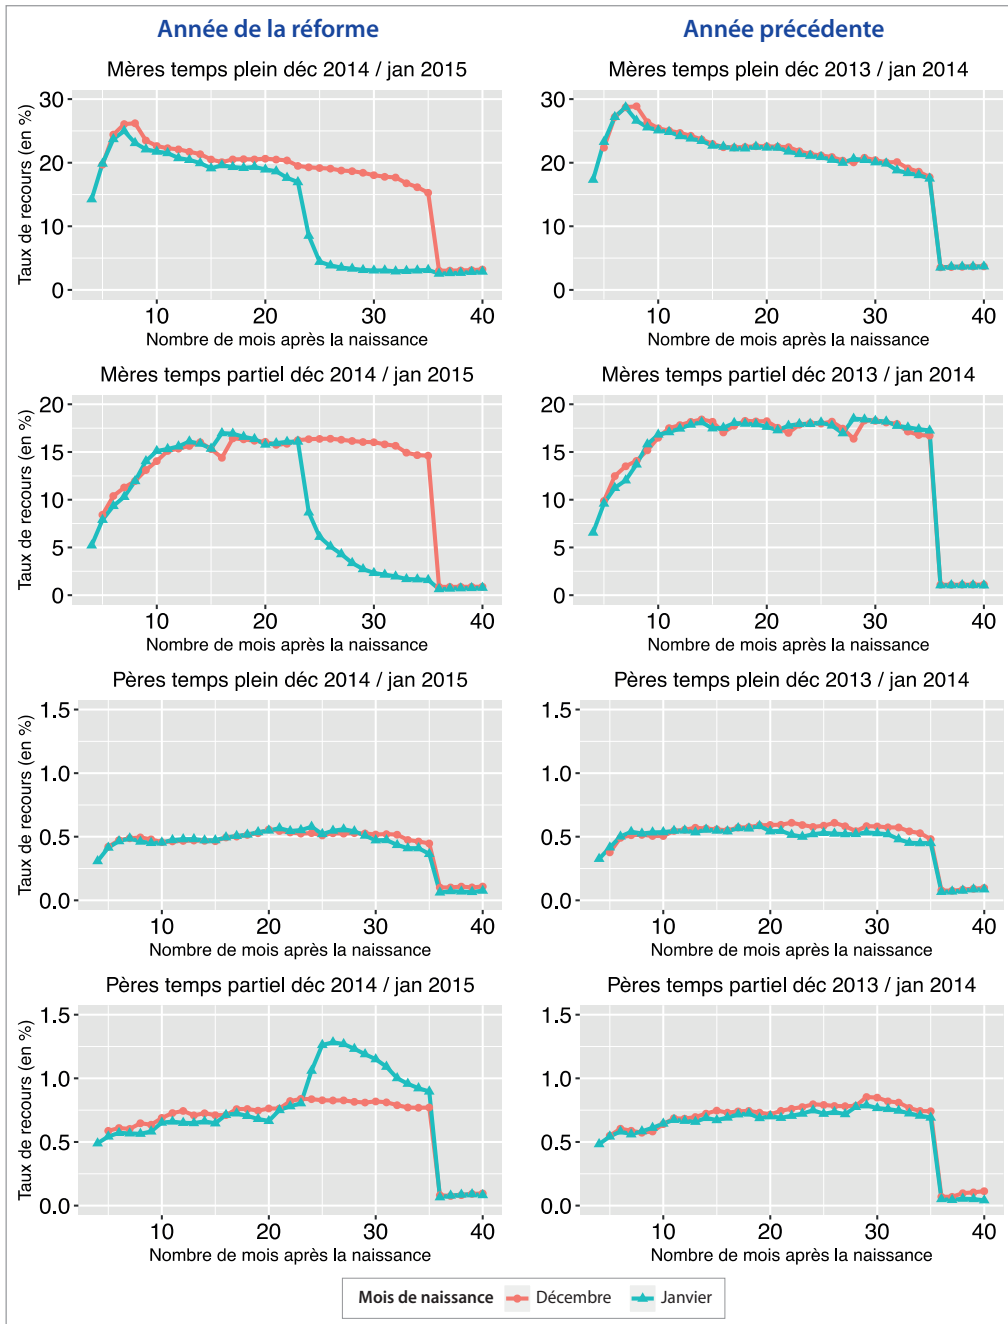 Année de la réforme
Année précédente
Mères temps plein déc 2014 / jan 2015
Mères temps plein déc 2013 / jan 2014
Taux de recours (en %)
30
20
10
0
30
20
10
0
10 20 30 40
10 20 30 40
Nombre de mois après la naissance
Nombre de mois après la naissance
Mères temps partiel déc 2014 / jan 2015
Mères temps partiel déc 2013 / jan 2014
Taux de recours (en %)
20
15
10
5
0
20
15
10
5
0
10 20 30 40
10 20 30 40
Nombre de mois après la naissance
Nombre de mois après la naissance
Pères temps plein déc 2014 / jan 2015
Pères temps plein déc 2013 / jan 2014
Taux de recours (en %)
1.5
1.0
0.5
0.0
1.5
1.0
0.5
0.0
10 20 30 40
10 20 30 40
Nombre de mois après la naissance
Nombre de mois après la naissance
Pères temps partiel déc 2014 / jan 2015
Pères temps partiel déc 2013 / jan 2014
Taux de recours (en %)
1.5
1.0
0.5
0.0
1.5
1.0
0.5
0.0
10 20 30 40
10 20 30 40
Nombre de mois après la naissance
Nombre de mois après la naissance
Mois de naissance Décembre Janvier